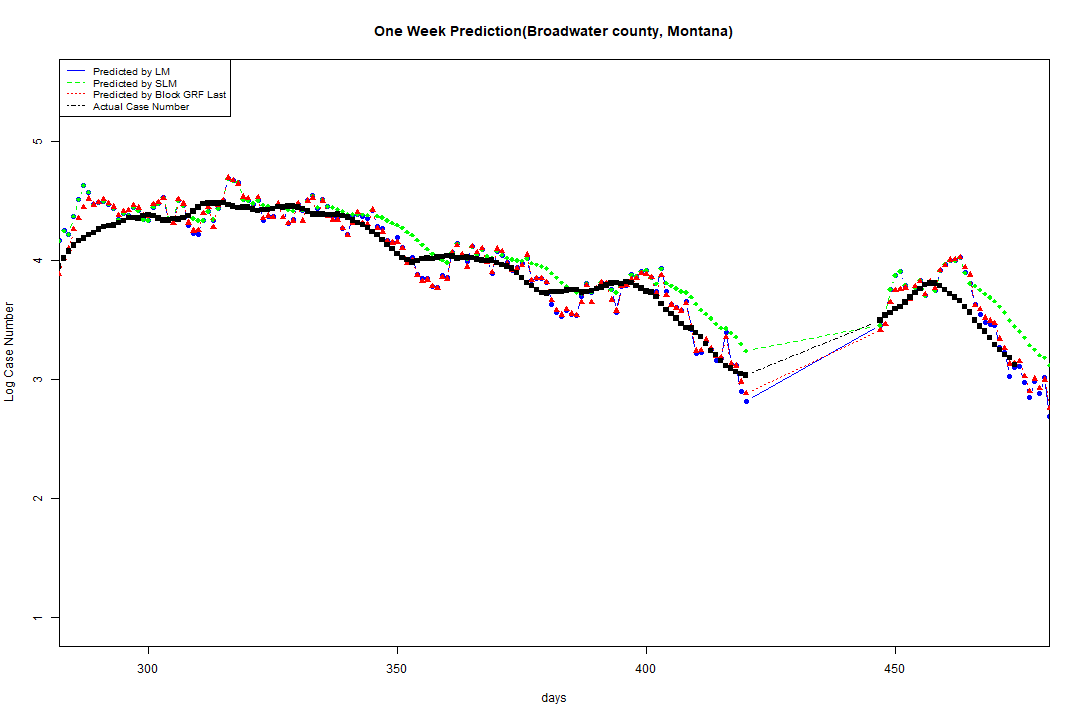 One Week Prediction(Broadwater county, Montana)
Predicted by LM
Predicted by SLM
Predicted by Block GRF Last
Actual Case Number
5
4
3
2
1
Log Case Number
300 350 400 450
days